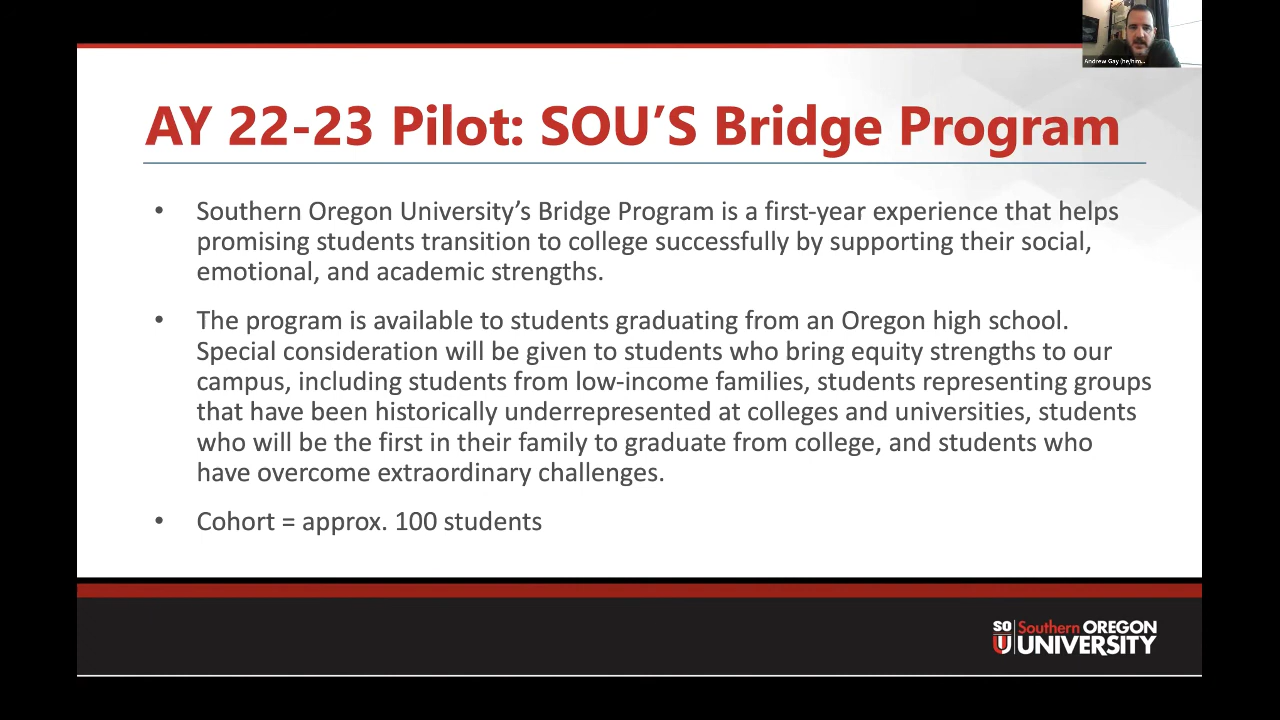 Andrew Gay (he/him...
AY 22-23 Pilot: SOU'S Bridge Program
• Southern Oregon University's Bridge Program is a first-year experience that helps
promising students transition to college successfully by supporting their social,
emotional, and academic strengths.
• The program is available to students graduating from an Oregon high school.
Special consideration will be given to students who bring equity strengths to our
campus, including students from low-income families, students representing groups
that have been historically underrepresented at colleges and universities, students
who will be the first in their family to graduate from college, and students who
have overcome extraordinary challenges.
• Cohort = approx. 100 students
SO
U
Southern OREGON
UNIVERSITY